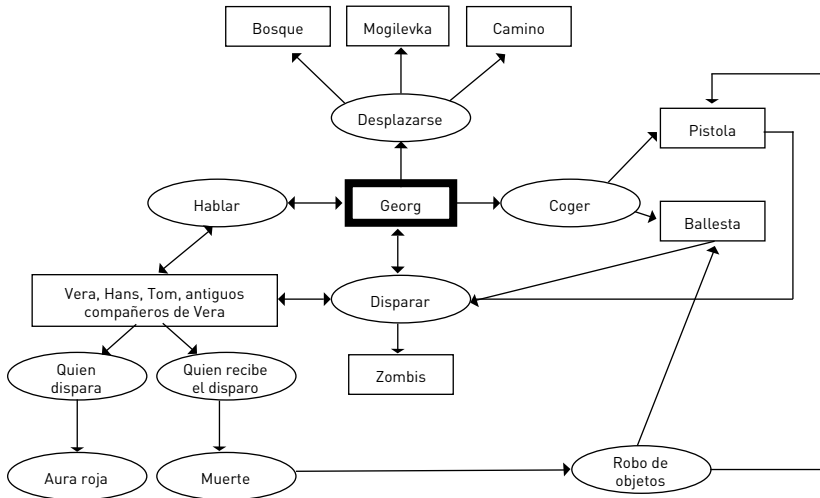 Bosque
Mogilevka
Camino
Desplazarse
Pistola
Hablar
Georg
Coger
Ballesta
Vera, Hans, Tom, antiguos
compañeros de Vera
Disparar
Quien
dispara
Quien recibe
el disparo
Zombis
Aura roja
Muerte
Robo de
objetos